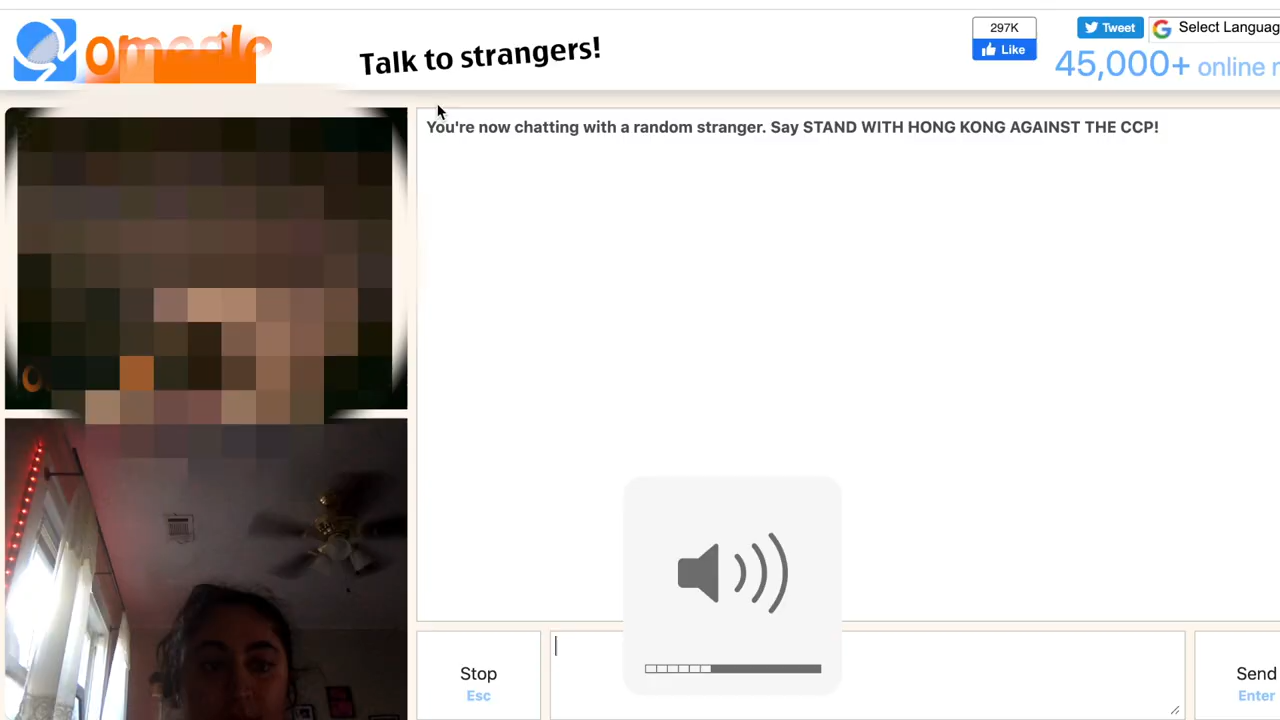 omegle
Talk to strangers!
297K
Like
Tweet
Select Languag
45,000+ online n
You're now chatting with a random stranger. Say STAND WITH HONG KONG AGAINST THE CCP!
Stop
Esc
Send
Enter